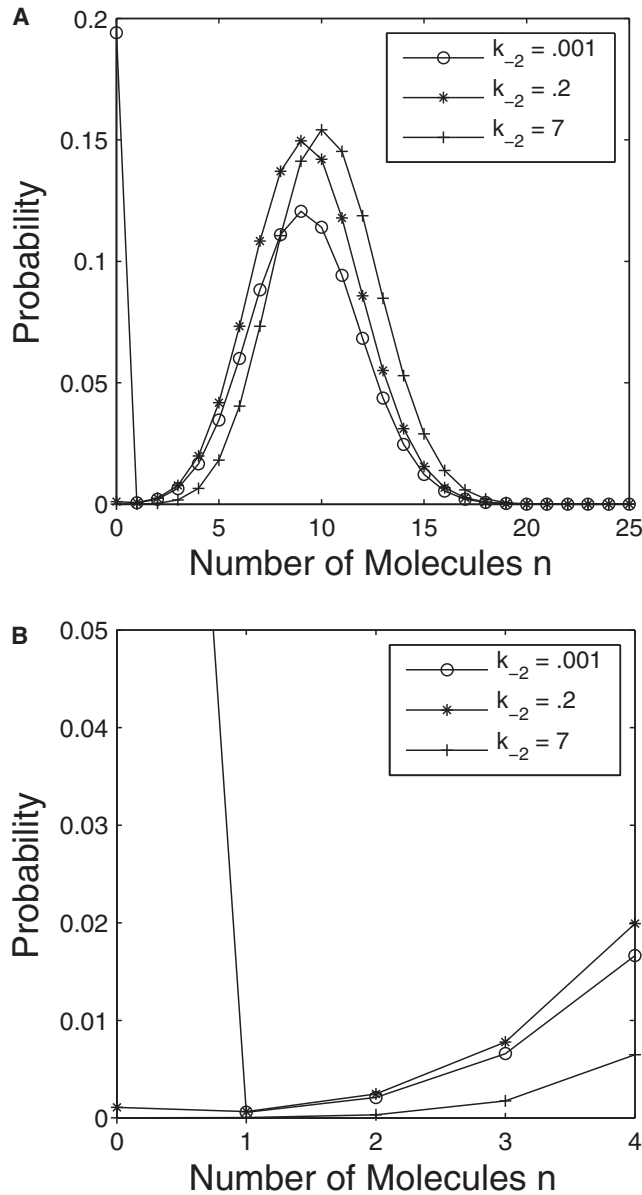 A
0.2
0.15
0.1
0.05
0
Probability
k−2 = .001
k−2 = .2
k−2 = 7
0 5 10 15 20 25
Number of Molecules n
B
0.05
0.04
0.03
0.02
0.01
0
Probability
k−2 = .001
k−2 = .2
k−2 = 7
0 1 2 3 4
Number of Molecules n